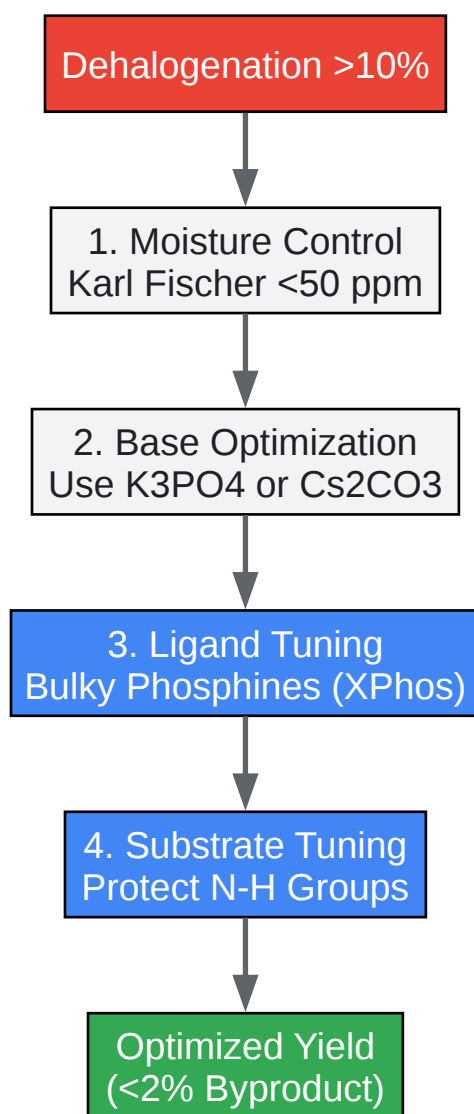 Dehalogenation >10%
1. Moisture Control
Karl Fischer <50 ppm
2. Base Optimization
Use K3PO4 or Cs2CO3
3. Ligand Tuning
Bulky Phosphines (XPhos)
4. Substrate Tuning
Protect N-H Groups
Optimized Yield
(<2% Byproduct)